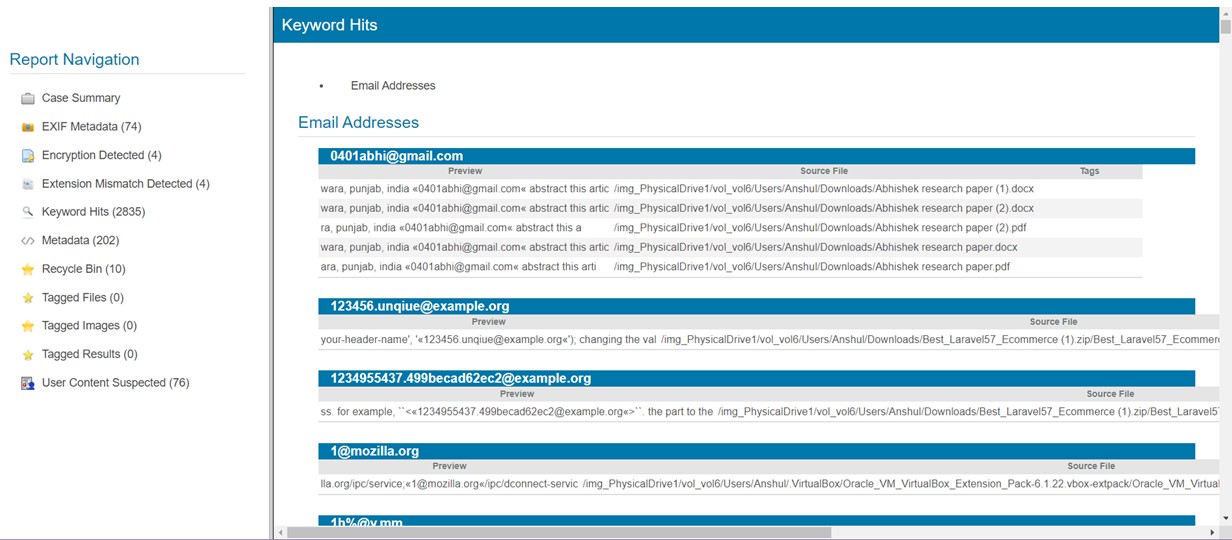 Report Navigation
Case Summary
EXIF Metadata (74)
Encryption Detected (4)
Extension Mismatch Detected (4)
Keyword Hits (2835)
Metadata (202)
Recycle Bin (10)
Tagged Files (0)
Tagged Images (0)
Tagged Results (0)
User Content Suspected (76)
Keyword Hits
• Email Addresses
Email Addresses
0401abhi@gmail.com
Preview Source File Tags
wara, punjab, india «0401abhi@gmail.com« abstract this artic /img_PhysicalDrive1/vol_vol6/Users/Anshul/Downloads/Abhishek research paper (1).docx
wara, punjab, india «0401abhi@gmail.com« abstract this artic /img_PhysicalDrive1/vol_vol6/Users/Anshul/Downloads/Abhishek research paper (2).docx
ra, punjab, india «0401abhi@gmail.com« abstract this a /img_PhysicalDrive1/vol_vol6/Users/Anshul/Downloads/Abhishek research paper (2).pdf
wara, punjab, india «0401abhi@gmail.com« abstract this artic /img_PhysicalDrive1/vol_vol6/Users/Anshul/Downloads/Abhishek research paper.docx
ara, punjab, india «0401abhi@gmail.com« abstract this arti /img_PhysicalDrive1/vol_vol6/Users/Anshul/Downloads/Abhishek research paper.pdf
123456.unqiue@example.org
Preview Source File
your-header-name', '«123456.unqiue@example.org«'); changing the val /img_PhysicalDrive1/vol_vol6/Users/Anshul/Downloads/Best_Laravel57_Ecommerce (1).zip/Best_Laravel57_Ecommerc
1234955437.499becad62ec2@example.org
Preview Source File
ss. for example, ``<«1234955437.499becad62ec2@example.org«>``. the part to the /img_PhysicalDrive1/vol_vol6/Users/Anshul/Downloads/Best_Laravel57_Ecommerce (1).zip/Best_Laravel5
1@mozilla.org
Preview Source File
lla.org/ipc/service;«1@mozilla.org«/ipc/dconnect-servic /img_PhysicalDrive1/vol_vol6/Users/Anshul/.VirtualBox/Oracle_VM_VirtualBox_Extension_Pack-6.1.22.vbox-extpack/Oracle_VM_Virtual
1h%@y.mm